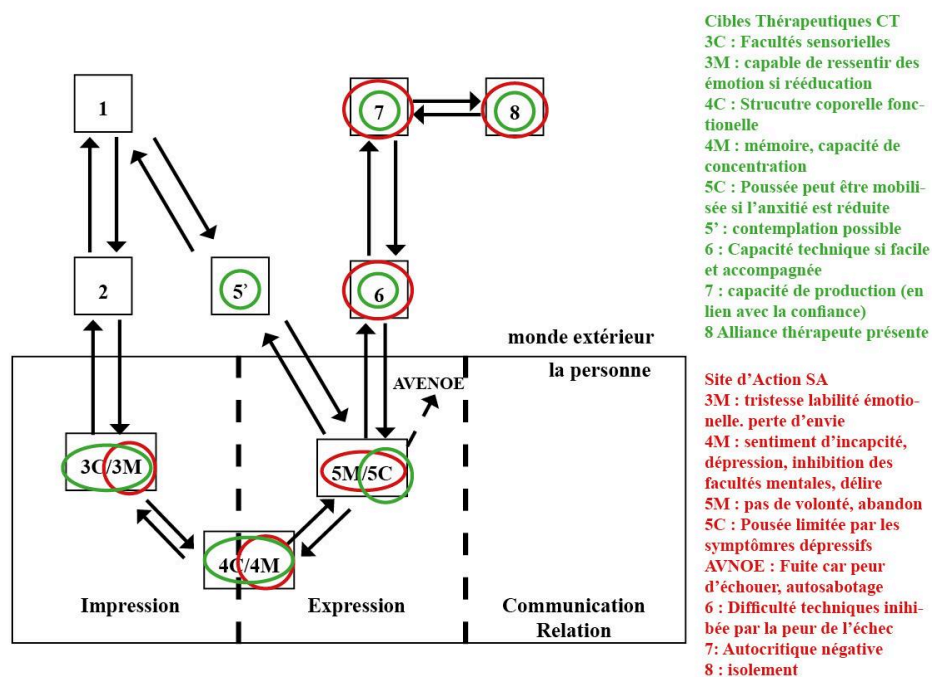 1
7
8
2
5’
6
monde extérieur
la personne
AVENOE
3C/3M
5M/5C
4C/4M
Impression
Expression
Communication
Relation
Cibles Thérapeutiques CT
3C : Facultés sensorielles
3M : capable de ressentir des
émotion si rééducation
4C : Strucutre coporelle fonc-
tionelle
4M : mémoire, capacité de
concentration
5C : Poussée peut être mobili-
sée si l’anxitié est réduite
5’ : contemplation possible
6 : Capacité technique si facile
et accompagnée
7 : capacité de production (en
lien avec la confiance)
8 Alliance thérapeute présente
Site d’Action SA
3M : tristesse labilité émotio-
nelle. perte d’envie
4M : sentiment d’incapcité,
dépression, inhibition des
facultés mentales, délire
5M : pas de volonté, abandon
5C : Pousée limitée par les
symptômres dépressifs
AVNOE : Fuite car peur
d’échouer, autosabotage
6 : Difficulté techniques inihi-
bée par la peur de l’échec
7: Autocritique négative
8 : isolement